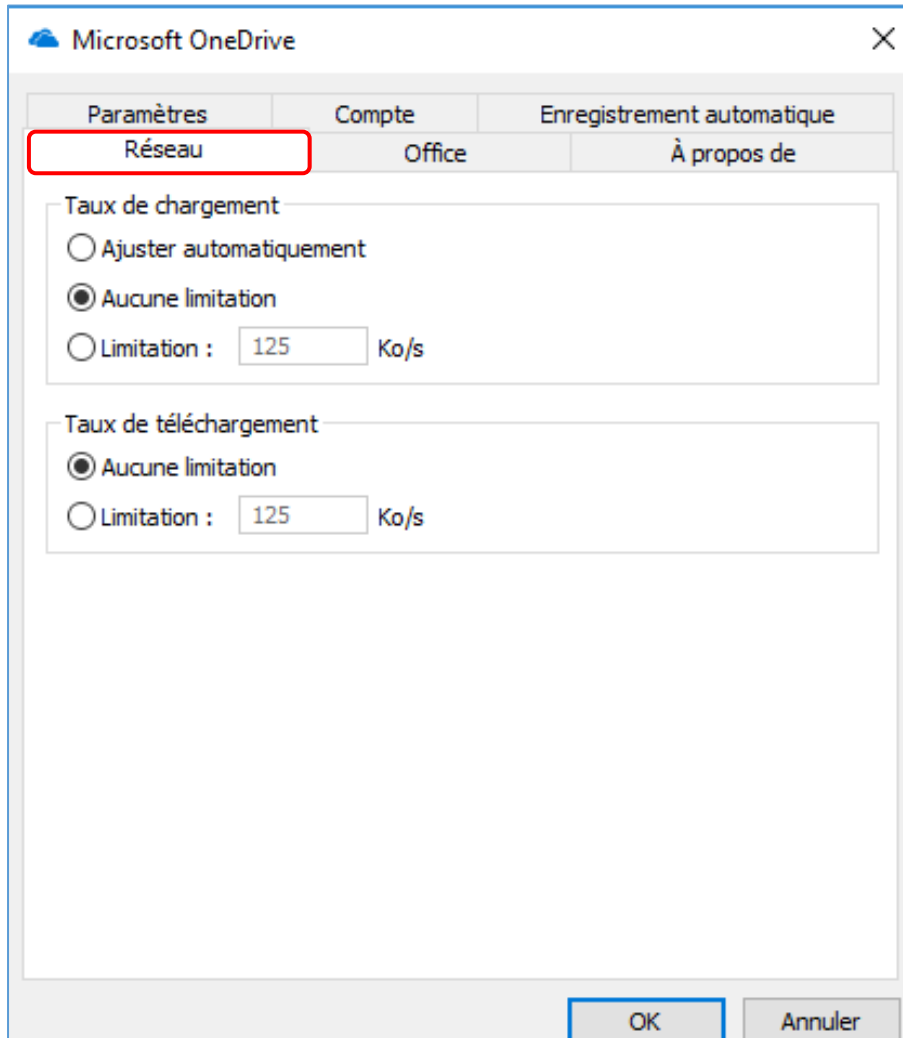 Microsoft OneDrive
Paramètres Compte Enregistrement automatique
Réseau Office À propos de
Taux de chargement
Ajuster automatiquement
Aucune limitation
Limitation : 125 Ko/s
Taux de téléchargement
Aucune limitation
Limitation : 125 Ko/s
OK Annuler